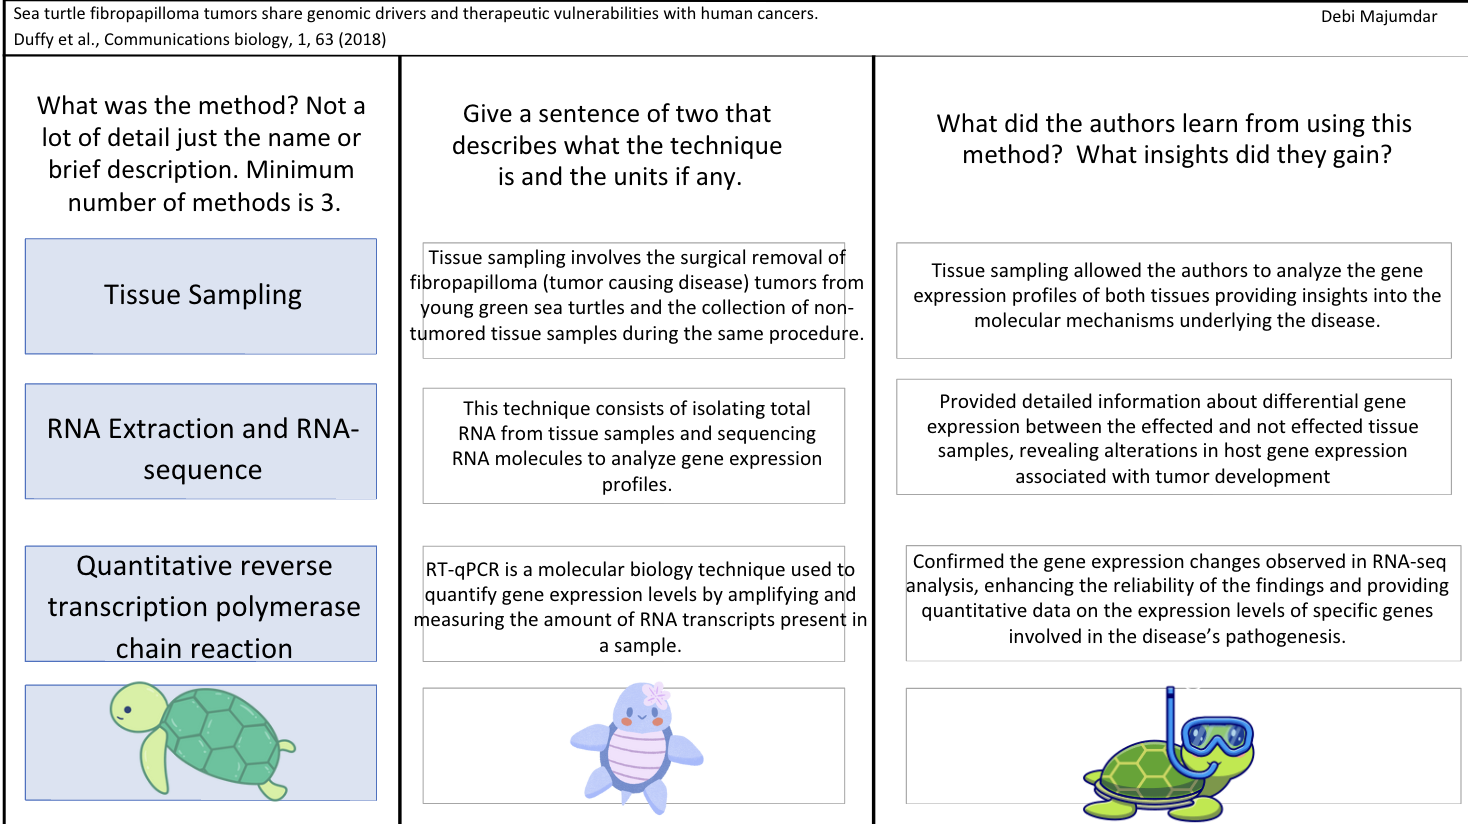 Sea turtle fibropapilloma tumors share genomic drivers and therapeutic vulnerabilities with human cancers.
Duffy et al., Communications biology, 1, 63 (2018)
Debi Majumdar
What was the method? Not a
lot of detail just the name or
brief description. Minimum
number of methods is 3.
Give a sentence of two that
describes what the technique
is and the units if any.
What did the authors learn from using this
method? What insights did they gain?
Tissue Sampling
Tissue sampling involves the surgical removal of
fibropapilloma (tumor causing disease) tumors from
young green sea turtles and the collection of non-
tumored tissue samples during the same procedure.
Tissue sampling allowed the authors to analyze the gene
expression profiles of both tissues providing insights into the
molecular mechanisms underlying the disease.
RNA Extraction and RNA-
sequence
This technique consists of isolating total
RNA from tissue samples and sequencing
RNA molecules to analyze gene expression
profiles.
Provided detailed information about differential gene
expression between the effected and not effected tissue
samples, revealing alterations in host gene expression
associated with tumor development
Quantitative reverse
transcription polymerase
chain reaction
RT-qPCR is a molecular biology technique used to
quantify gene expression levels by amplifying and
measuring the amount of RNA transcripts present in
a sample.
Confirmed the gene expression changes observed in RNA-seq
analysis, enhancing the reliability of the findings and providing
quantitative data on the expression levels of specific genes
involved in the disease's pathogenesis.